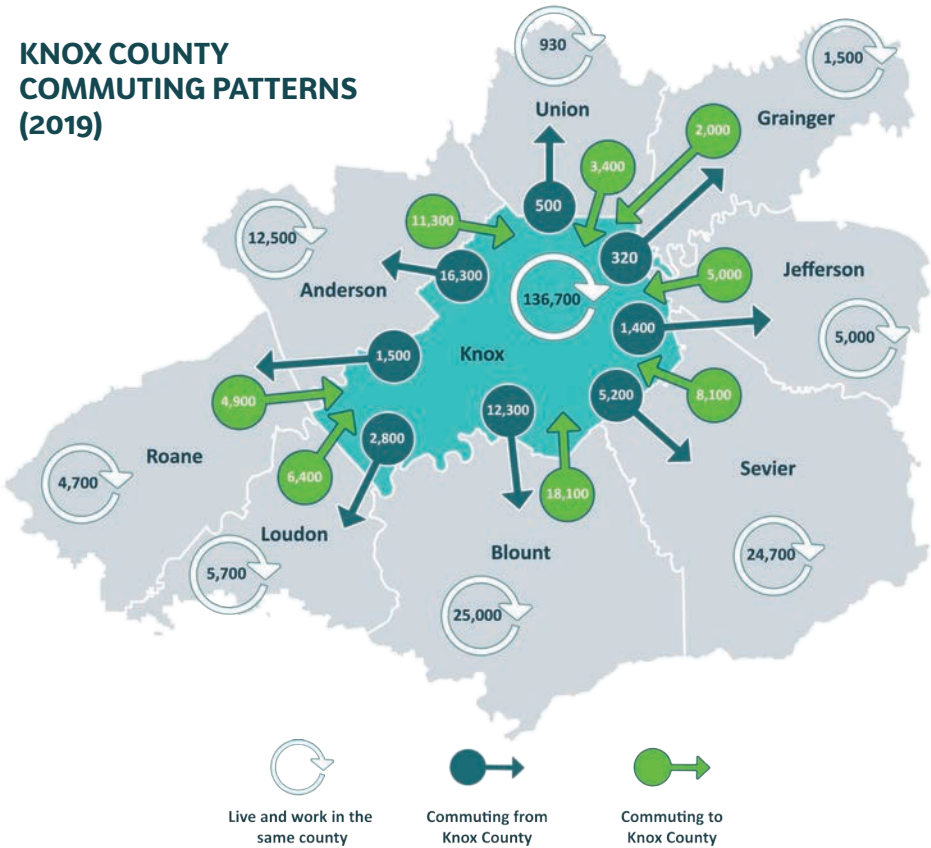 KNOX COUNTY
COMMUTING PATTERNS
(2019)
930
1,500
Union
Grainger
2,000
3,400
500
11,300
12,500
320
16,300
5,000
Jefferson
Anderson
136,700
1,400
5,000
1,500
Knox
4,900
12,300
5,200
8,100
2,800
Roane
Sevier
4,700
6,400
18,100
Loudon
Blount
24,700
5,700
25,000
Live and work in the
same county
Commuting from
Knox County
Commuting to
Knox County